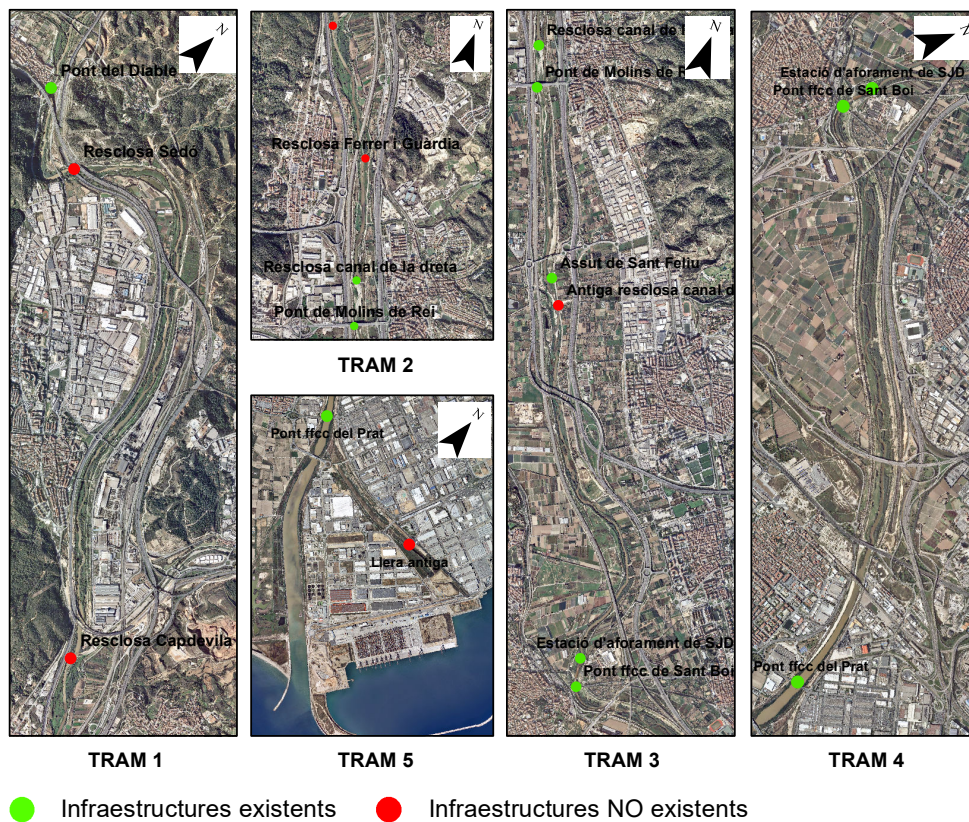 N
Pont del Diable
Resclosa Sedó
Resclosa Capdevila
TRAM 1
N
Resclosa Ferrer i Guàrdia
Resclosa canal de la dreta
Pont de Molins de Rei
TRAM 2
N
Pont ffcc del Prat
Llera antiga
TRAM 5
N
Resclosa canal de
Pont de Molins de R
Assut de Sant Feliu
Antiga resclosa canal d
Estació d'aforament de SJD
Pont ffcc de Sant Boi
TRAM 3
N
Estació d'aforament de SJD
Pont ffcc de Sant Boi
Pont ffcc del Prat
TRAM 4
Infraestructures existents
Infraestructures NO existents